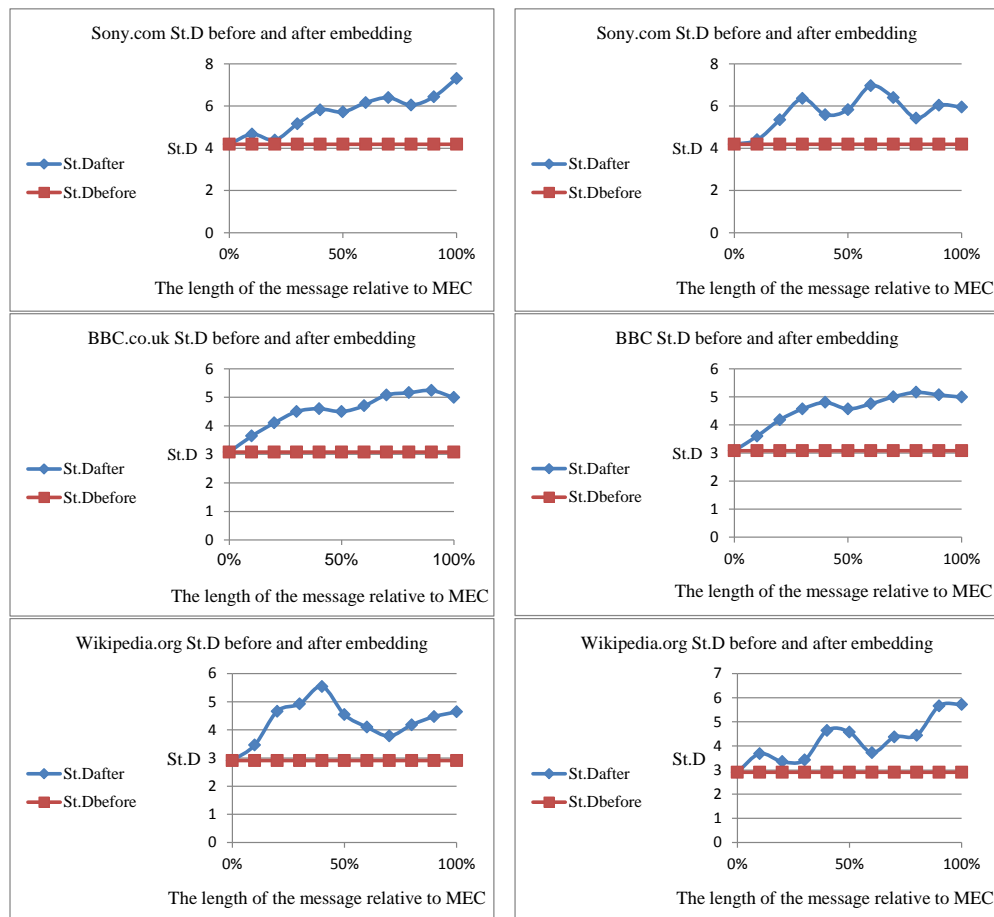 Sony.com St.D before and after embedding
8
6
4
2
0
St.D
St.Dafter
St.Dbefore
0% 50% 100%
The length of the message relative to MEC
Sony.com St.D before and after embedding
8
6
4
2
0
St.D
St.Dafter
St.Dbefore
0% 50% 100%
The length of the message relative to MEC
BBC.co.uk St.D before and after embedding
6
5
4
3
2
1
0
St.D
St.Dafter
St.Dbefore
0% 50% 100%
The length of the message relative to MEC
BBC St.D before and after embedding
6
5
4
3
2
1
0
St.D
St.Dafter
St.Dbefore
0% 50% 100%
The length of the message relative to MEC
Wikipedia.org St.D before and after embedding
6
5
4
3
2
1
0
St.D
St.Dafter
St.Dbefore
0% 50% 100%
The length of the message relative to MEC
Wikipedia.org St.D before and after embedding
7
6
5
4
3
2
1
0
St.D
St.Dafter
St.Dbefore
0% 50% 100%
The length of the message relative to MEC